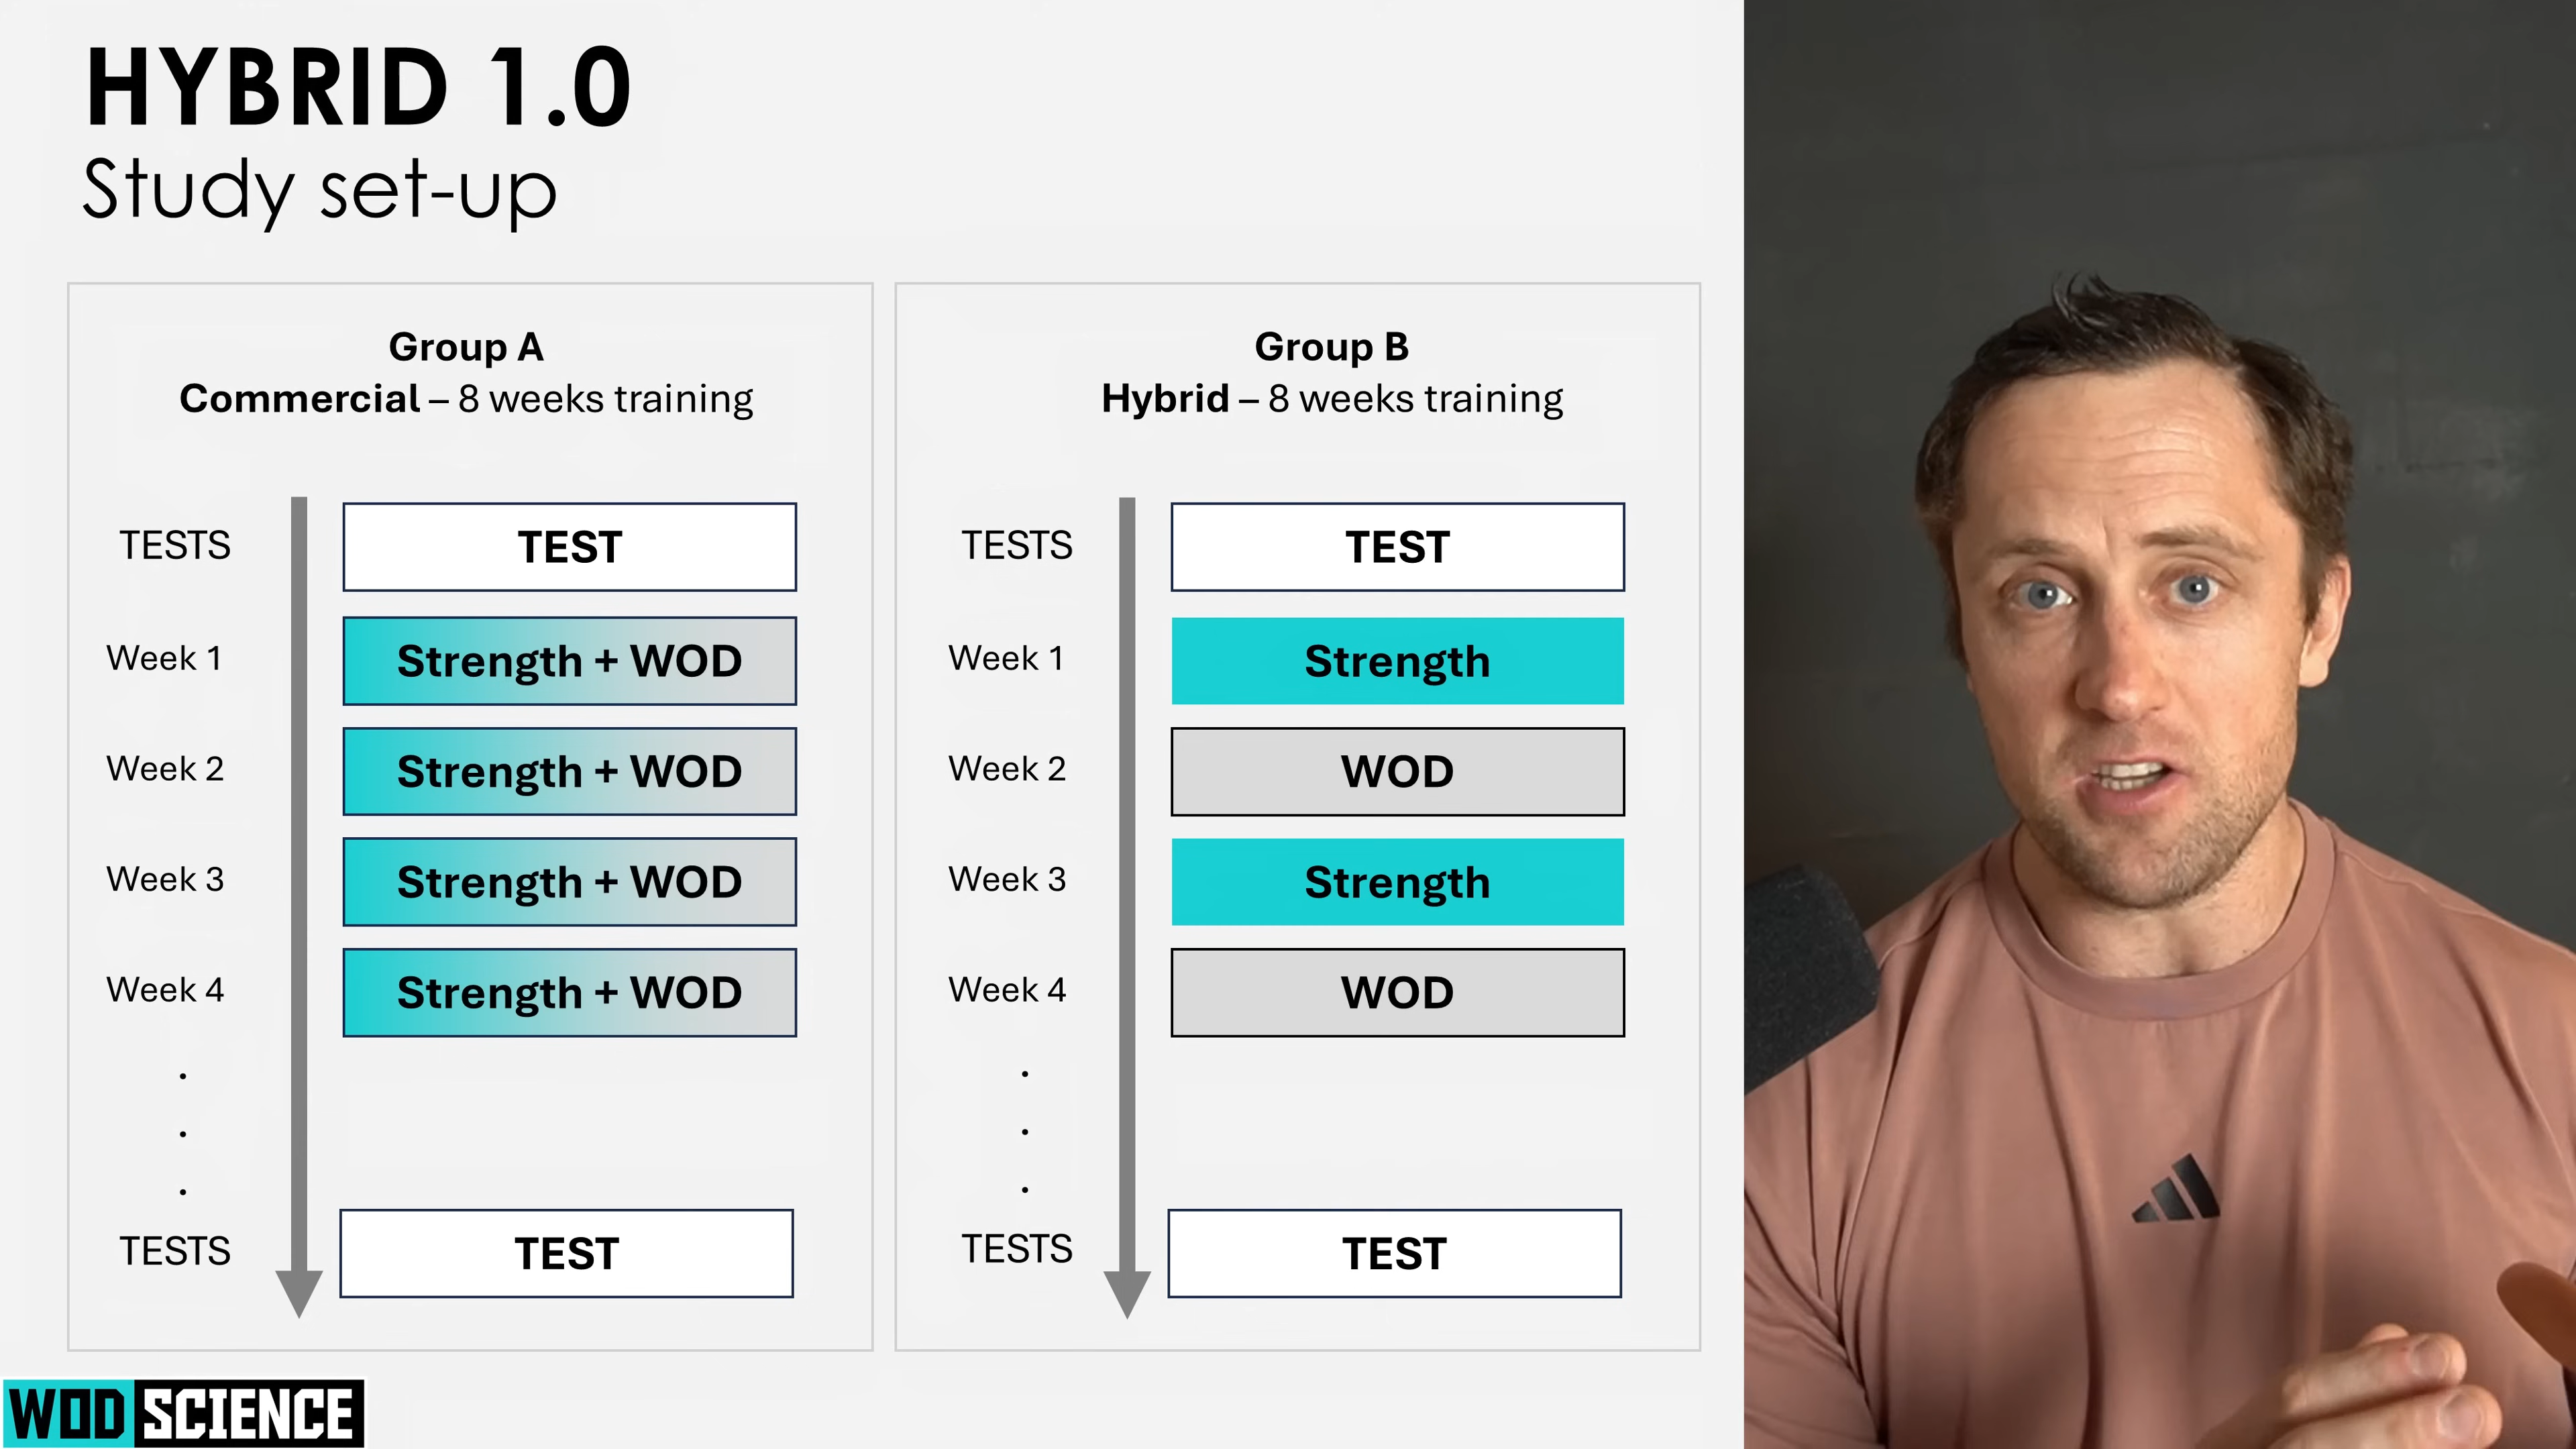 HYBRID 1.0
Study set-up
Group A
Commercial – 8 weeks training
TESTS
TEST
Week 1
Strength + WOD
Week 2
Strength + WOD
Week 3
Strength + WOD
Week 4
Strength + WOD
.
.
.
TESTS
TEST
Group B
Hybrid – 8 weeks training
TESTS
TEST
Week 1
Strength
Week 2
WOD
Week 3
Strength
Week 4
WOD
.
.
.
TESTS
TEST
WOD SCIENCE